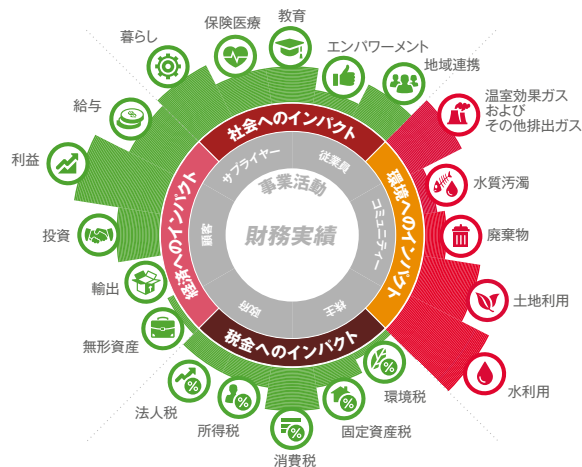 教育
保険医療
エンパワーメント
暮らし
地域連携
給与
温室効果ガス
および
その他排出ガス
利益
水質汚濁
投資
廃棄物
輸出
土地利用
無形資産
水利用
法人税
環境税
所得税
固定資産税
消費税
社会へのインパクト
環境へのインパクト
税金へのインパクト
経済へのインパクト
サプライヤー
従業員
コミュニティー
株主
政府
顧客
事業活動
財務実績
%
%
%
%
%